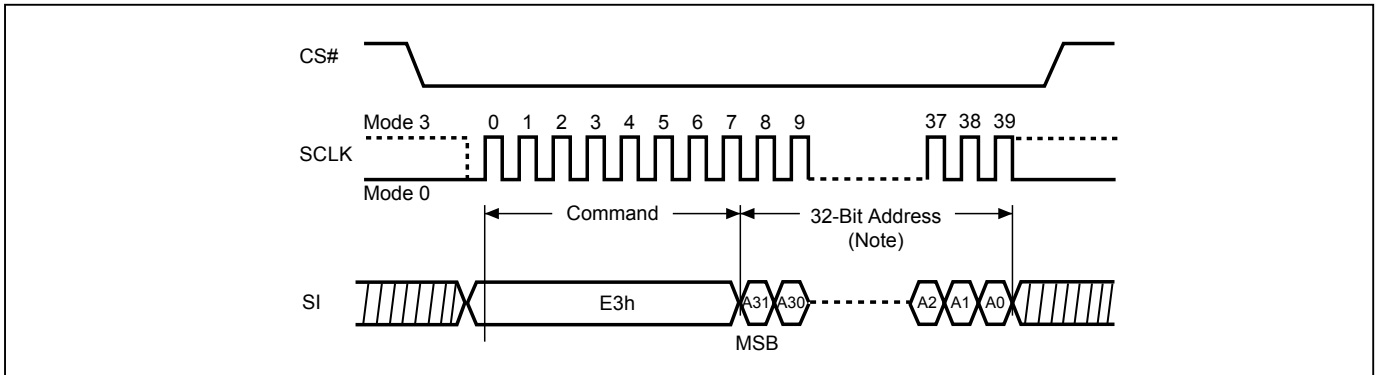 CS#
Mode 3
0 1 2 3 4 5 6 7 8 9 37 38 39
SCLK
Mode 0
Command
32-Bit Address
(Note)
SI
E3h
A31 A30 A2 A1 A0
MSB